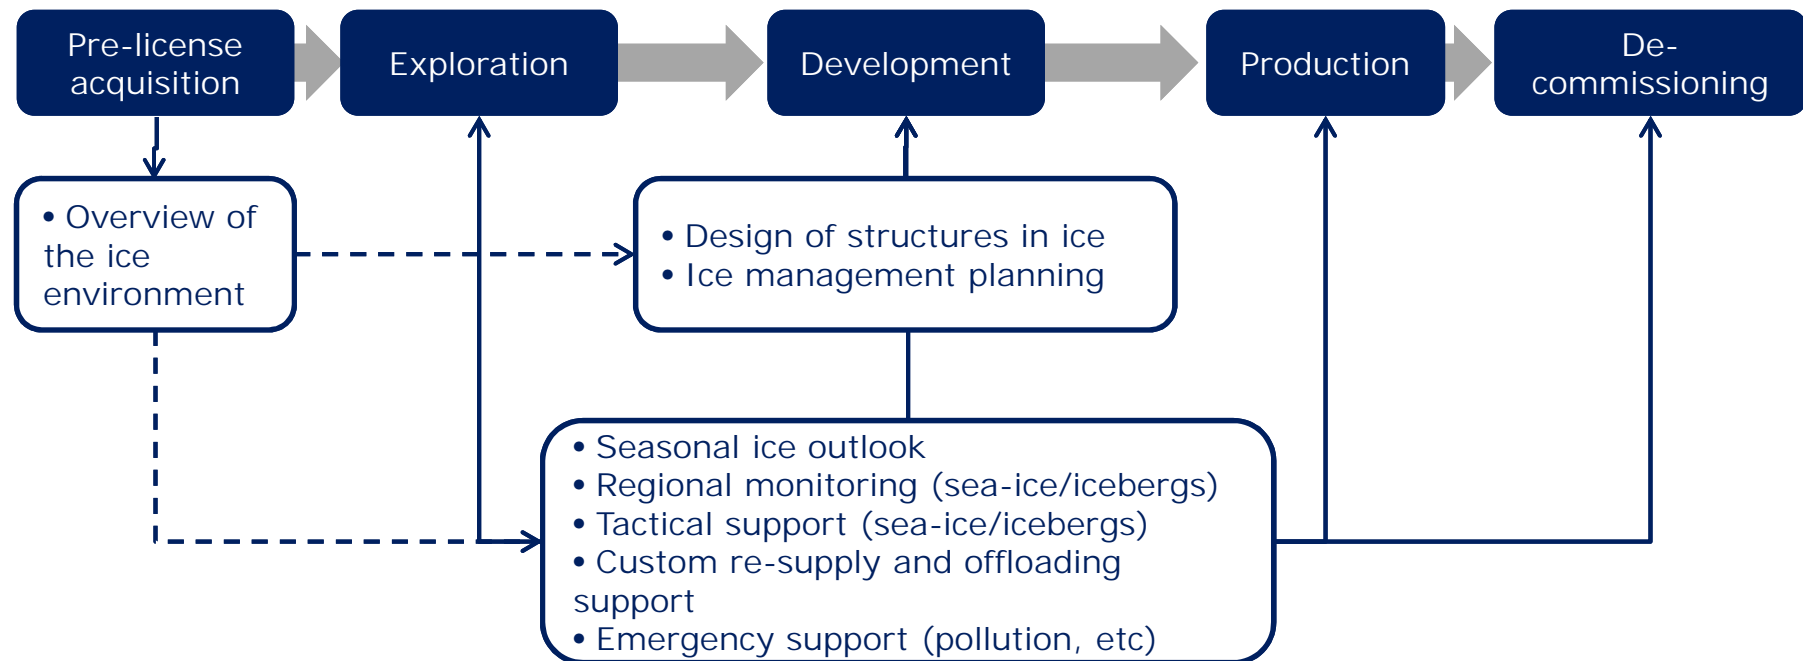 Pre-license
acquisition
Exploration
Development
Production
De-
commissioning
• Overview of
the ice
environment
• Design of structures in ice
• Ice management planning
• Seasonal ice outlook
• Regional monitoring (sea-ice/icebergs)
• Tactical support (sea-ice/icebergs)
• Custom re-supply and offloading
support
• Emergency support (pollution, etc)